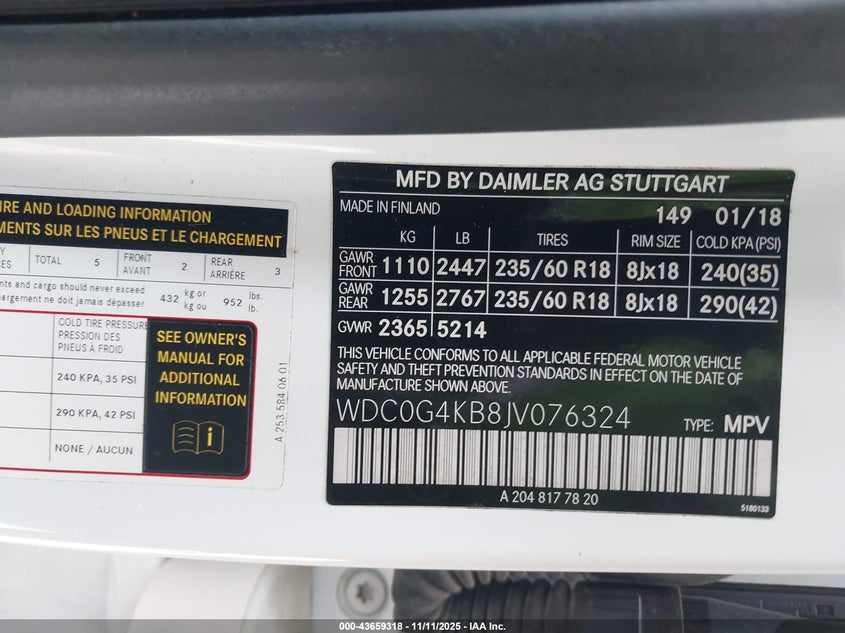 IRE AND LOADING INFORMATION
MENTS SUR LES PNEUS ET LE CHARGEMENT
TOTAL 5 FRONT AVANT 2 REAR ARRIÈRE 3
nts and cargo should never exceed
hargement ne doit jamais dépasser
432 kg or kg ou 952 lbs. lb.
COLD TIRE PRESSURE
PRESSION DES
PNEUS À FROID
240 KPA, 35 PSI
290 KPA, 42 PSI
NONE / AUCUN
SEE OWNER'S
MANUAL FOR
ADDITIONAL
INFORMATION
A 253 584 06 01
MFD BY DAIMLER AG STUTTGART
MADE IN FINLAND 149 01/18
KG LB TIRES RIM SIZE COLD KPA (PSI)
GAWR FRONT 1110 2447 235/60 R18 8Jx18 240(35)
GAWR REAR 1255 2767 235/60 R18 8Jx18 290(42)
GVWR 2365 5214
THIS VEHICLE CONFORMS TO ALL APPLICABLE FEDERAL MOTOR VEHICLE
SAFETY AND THEFT PREVENTION STANDARDS IN EFFECT ON THE DATE OF
MANUFACTURE SHOWN ABOVE.
WDC0G4KB8JV076324 TYPE: MPV
A 204 817 78 20
5180133
000-43659318 - 11/11/2025 - IAA Inc.